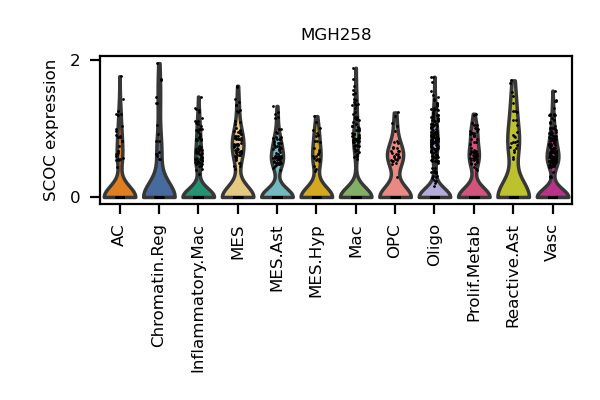 MGH258
SCOC expression
2
0
AC
Chromatin.Reg
Inflammatory.Mac
MES
MES.Ast
MES.Hyp
Mac
OPC
Oligo
Prolif.Metab
Reactive.Ast
Vasc